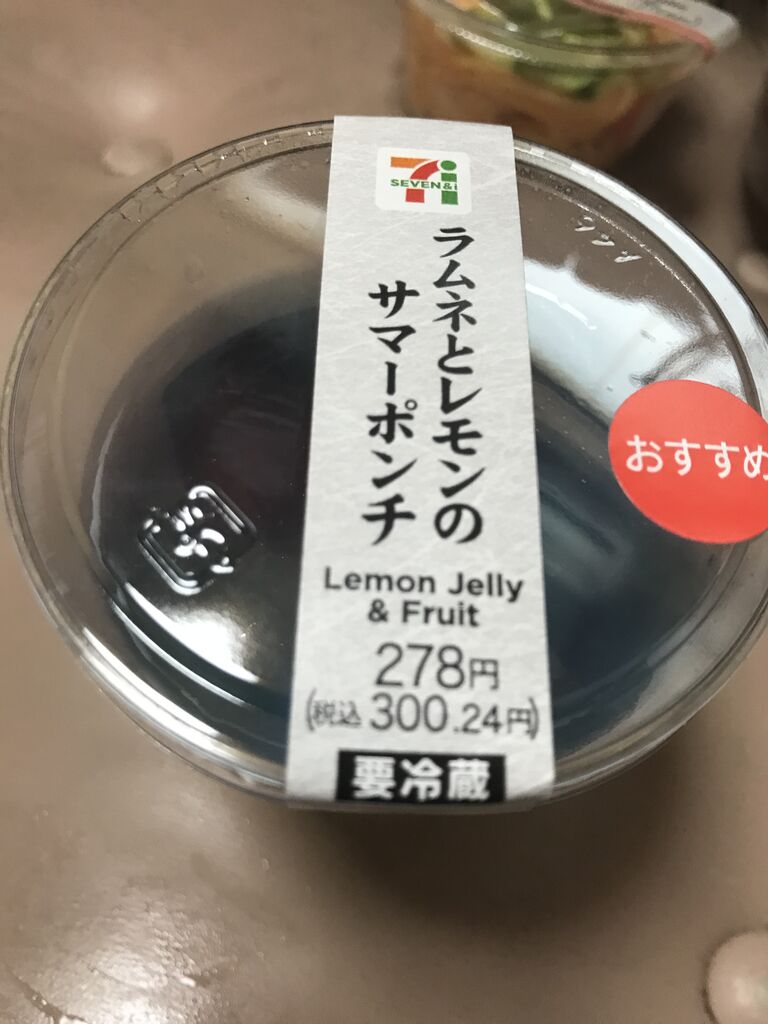 SEVEN&i
ラムネとレモンの
サマーポンチ
Lemon Jelly
& Fruit
278円
(税込 300.24円)
要冷蔵
おすすめ